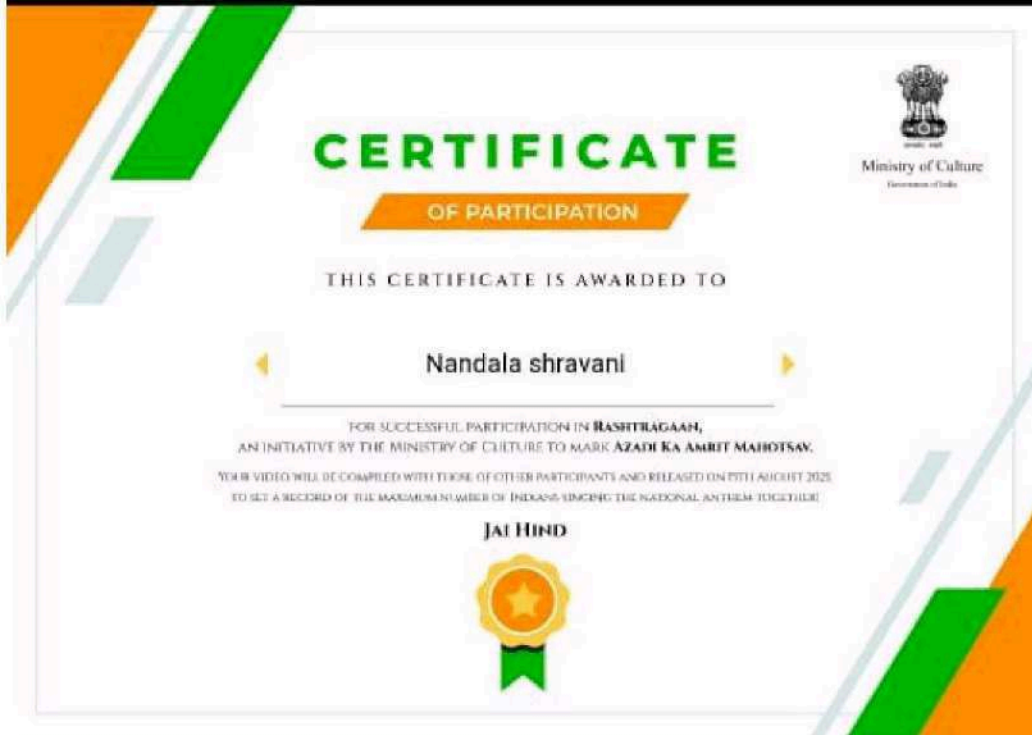 CERTIFICATE
OF PARTICIPATION
Ministry of Culture
Government of India
THIS CERTIFICATE IS AWARDED TO
Nandala shravani
FOR SUCCESSFUL PARTICIPATION IN RASHTRAGAAN,
AN INITIATIVE BY THE MINISTRY OF CULTURE TO MARK AZADI KA AMRIT MAHOTSAV.
YOUR VIDEO WILL BE COMPILED WITH THOSE OF OTHER PARTICIPANTS AND RELEASED ON 15TH AUGUST
TO SET A RECORD OF THE MAXIMUM NUMBER OF INDIANS SINGING THE NATIONAL ANTHEM TOGETHER!
JAI HIND